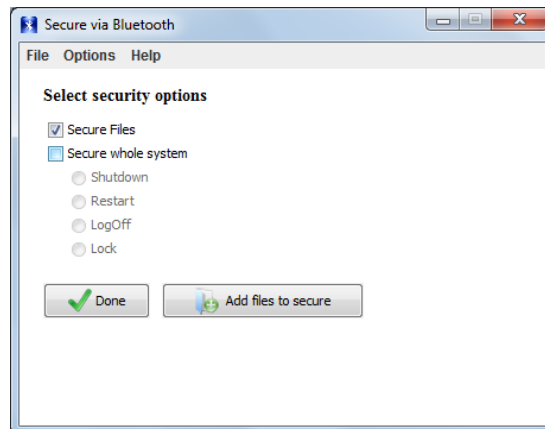 Secure via Bluetooth
File Options Help
Select security options
Secure Files
Secure whole system
Shutdown
Restart
LogOff
Lock
Done Add files to secure